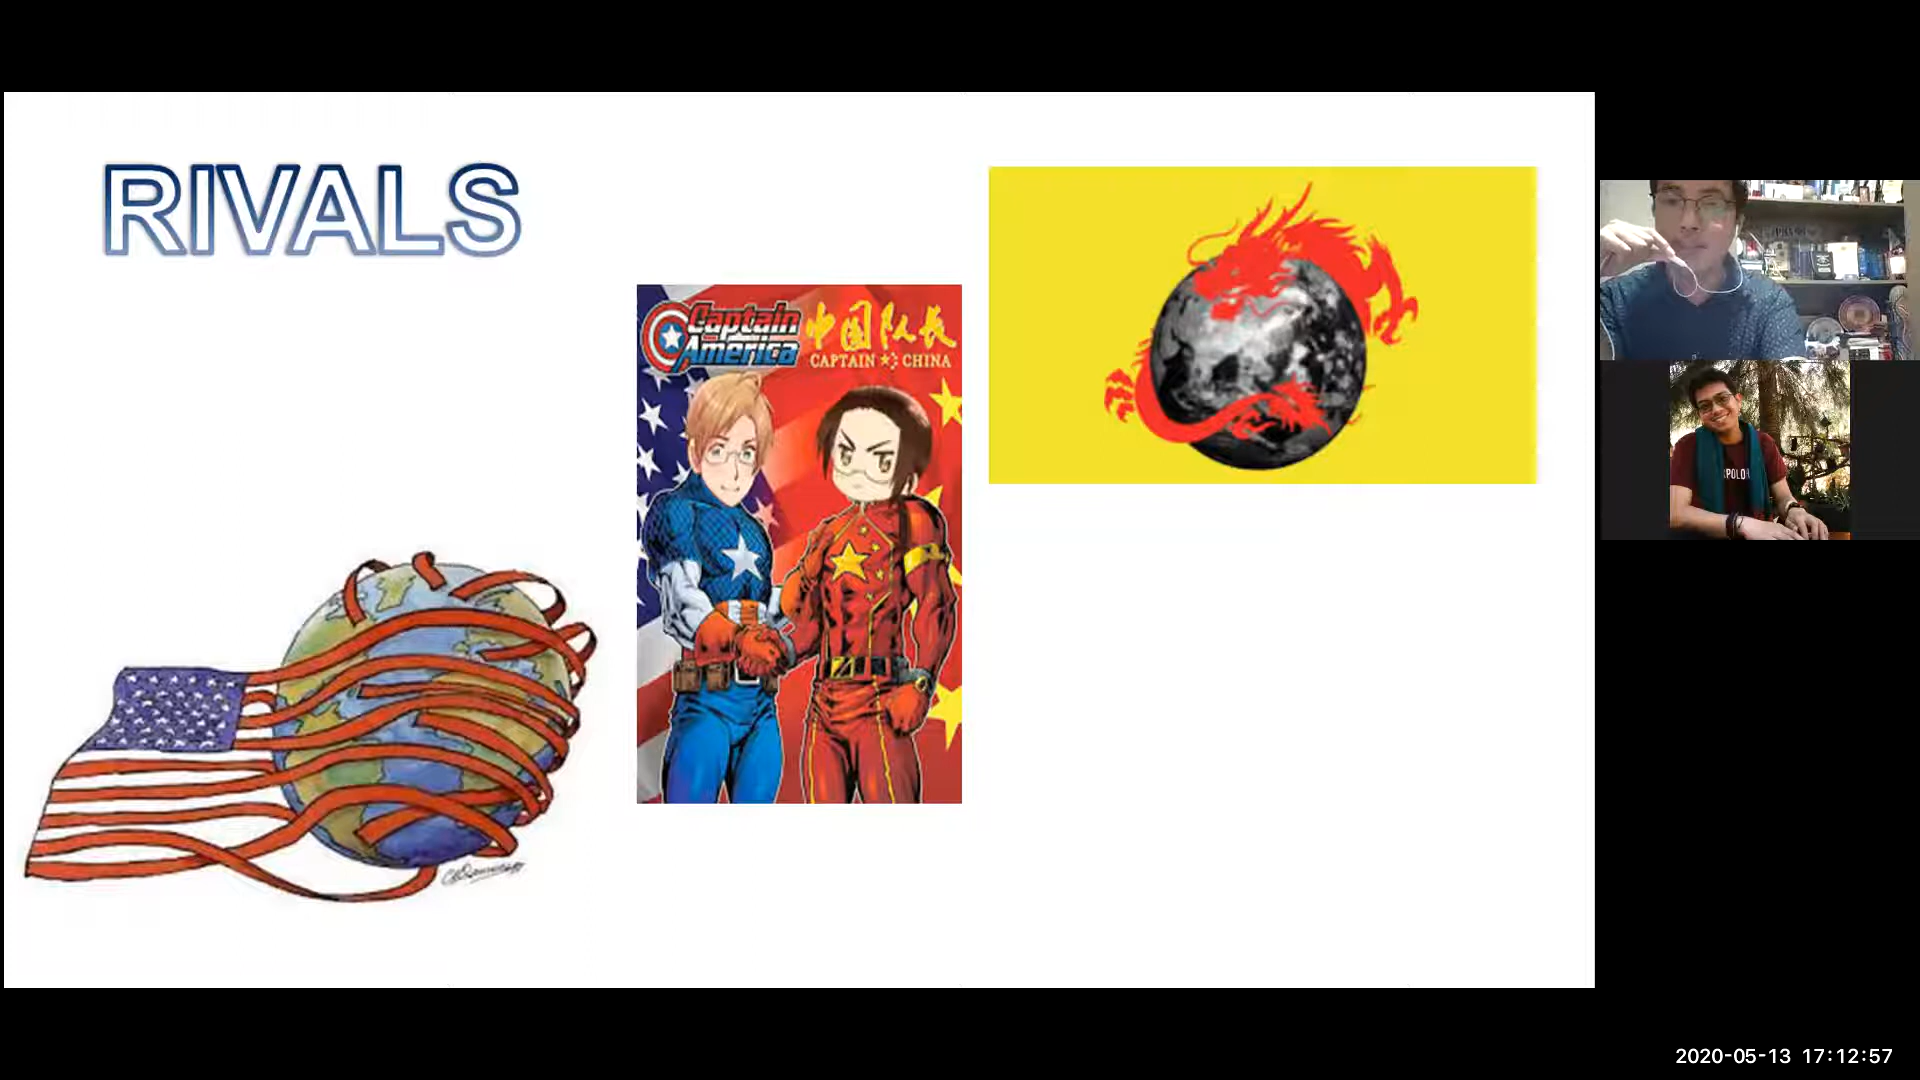 RIVALS
Captain
America
中国队长
CAPTAIN CHINA
2020-05-13 17:12:57